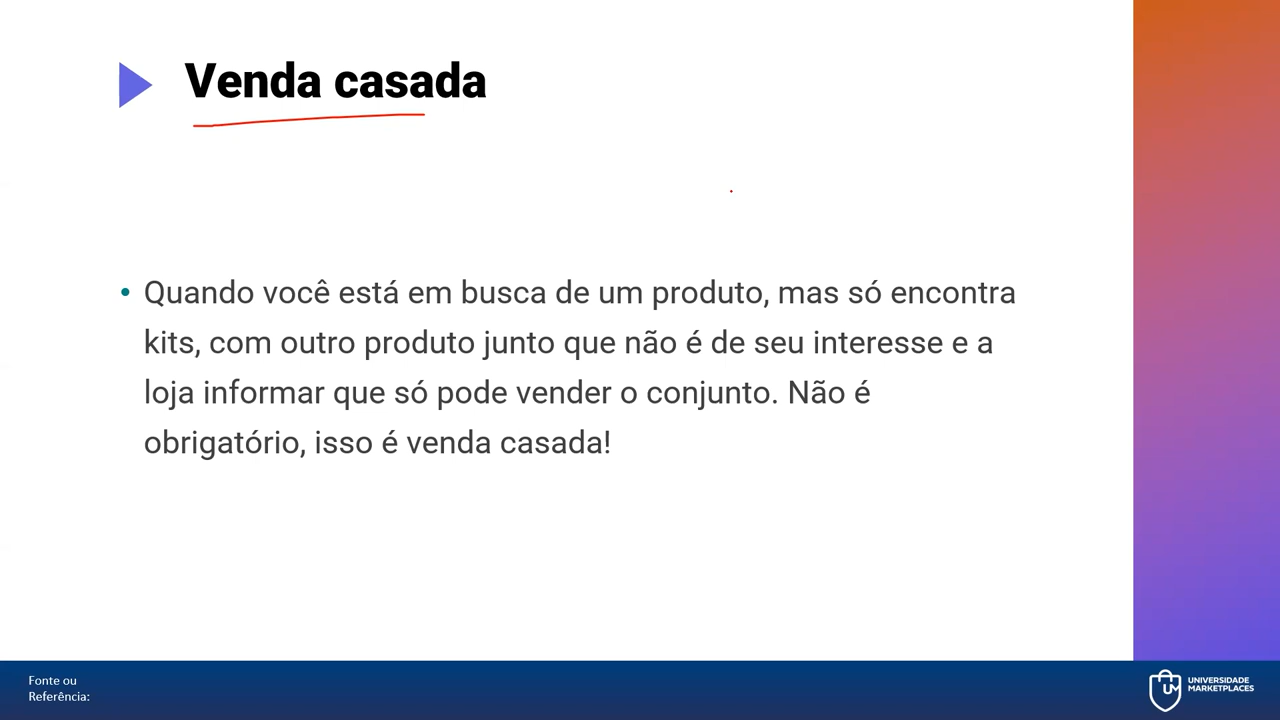 Venda casada
• Quando você está em busca de um produto, mas só encontra
kits, com outro produto junto que não é de seu interesse e a
loja informar que só pode vender o conjunto. Não é
obrigatório, isso é venda casada!
Fonte ou
Referência:
UM
UNIVERSIDADE
MARKETPLACES